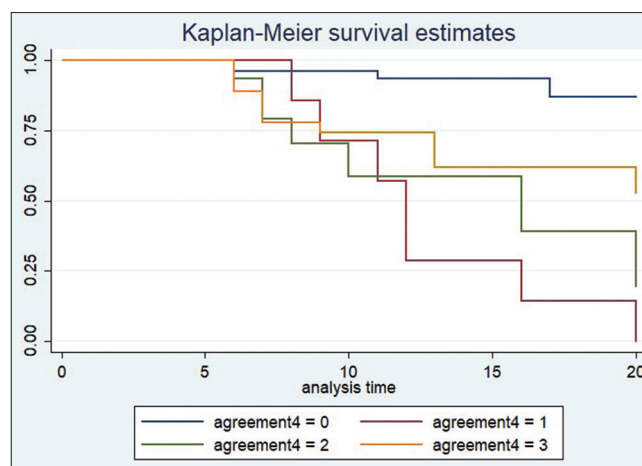 Kaplan-Meier survival estimates
1.00
0.75
0.50
0.25
0.00
0 5 10 15 20
analysis time
agreement4 = 0 agreement4 = 1
agreement4 = 2 agreement4 = 3